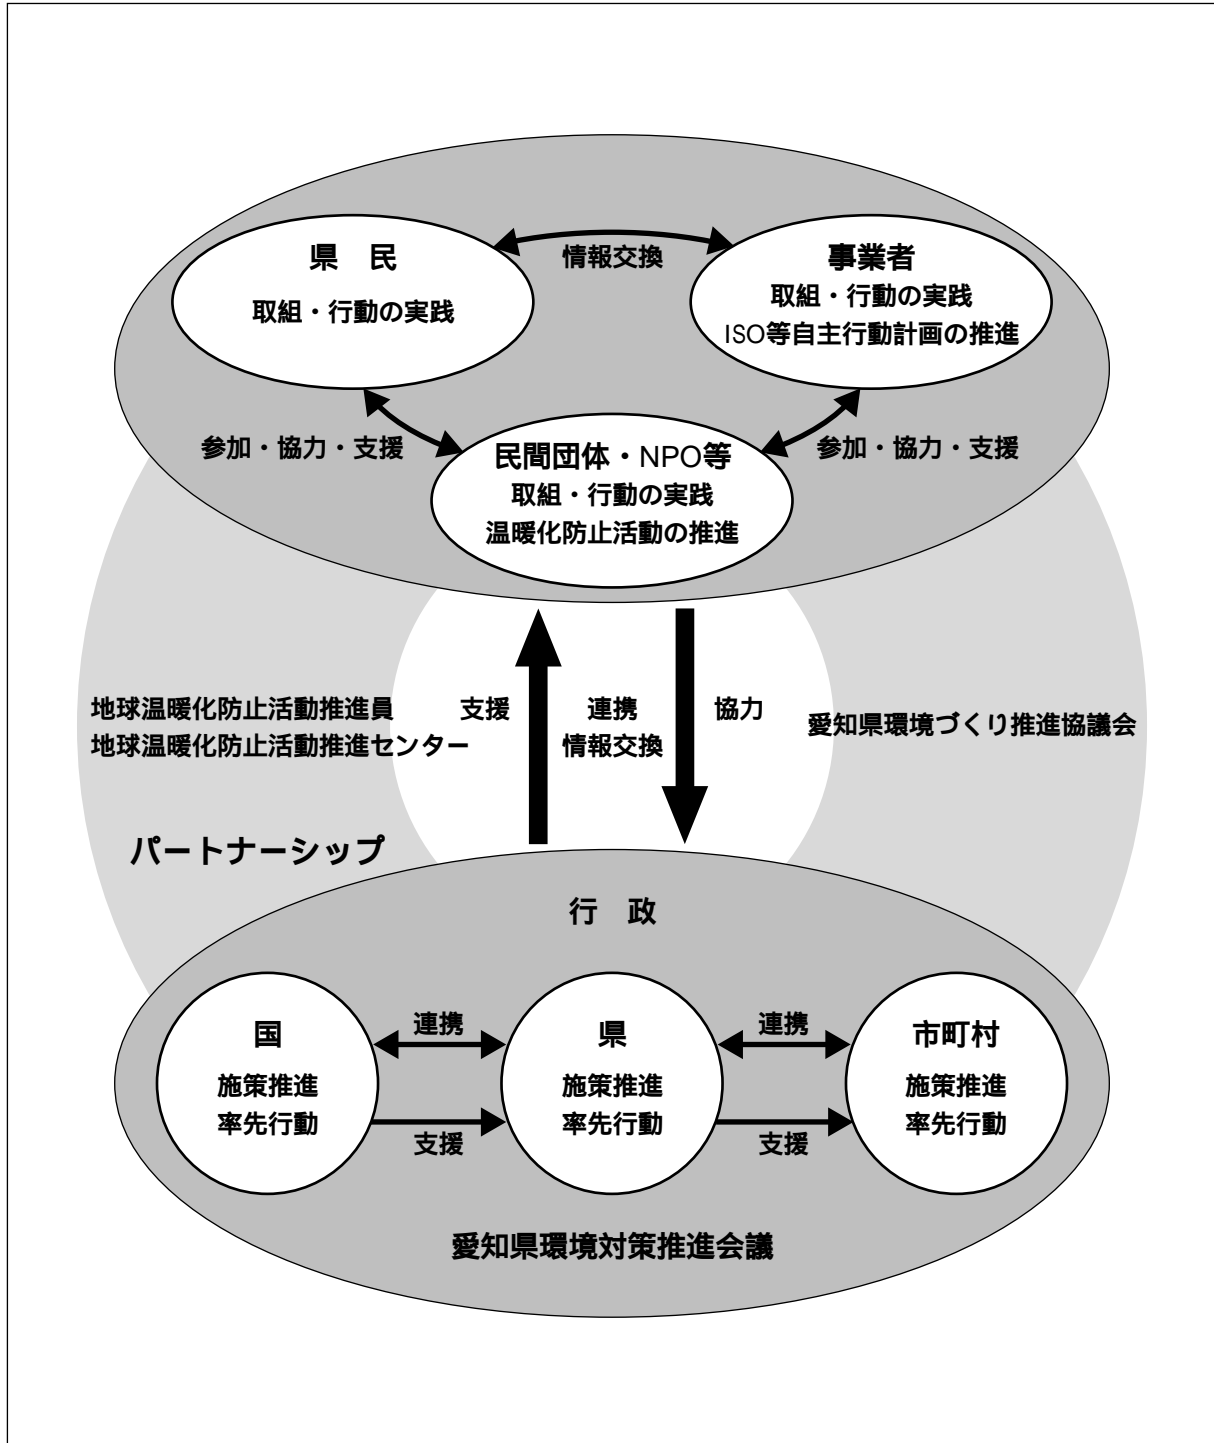 県　民
取組・行動の実践
情報交換
事業者
取組・行動の実践
ISO等自主行動計画の推進
参加・協力・支援
民間団体・NPO等
取組・行動の実践
温暖化防止活動の推進
参加・協力・支援
地球温暖化防止活動推進員
地球温暖化防止活動推進センター
支援
連携
情報交換
協力
愛知県環境づくり推進協議会
パートナーシップ
行　政
国
施策推進
率先行動
連携
支援
県
施策推進
率先行動
連携
支援
市町村
施策推進
率先行動
愛知県環境対策推進会議